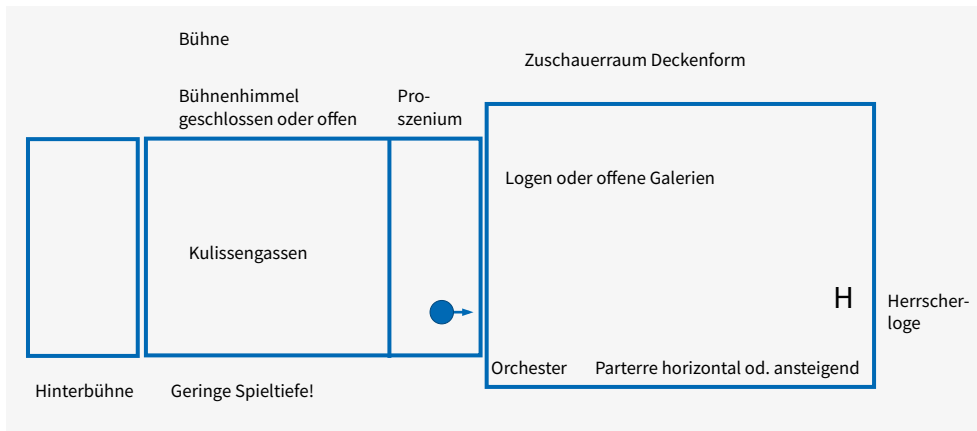 Bühne
Zuschauerraum Deckenform
Bühnenhimmel
geschlossen oder offen
Pro-
szenium
Logen oder offene Galerien
Kulissengassen
H
Herrscher-
loge
Orchester
Parterre horizontal od. ansteigend
Hinterbühne
Geringe Spieltiefe!